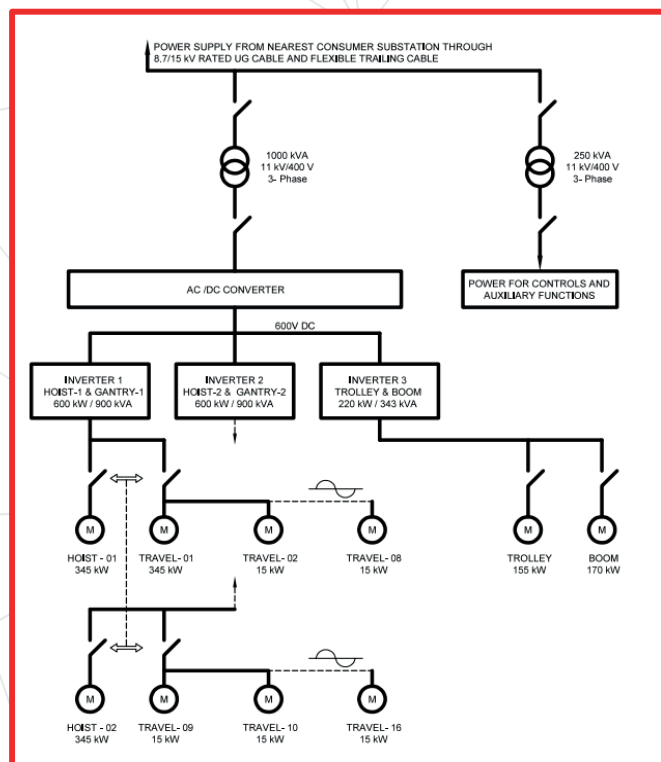 POWER SUPPLY FROM NEAREST CONSUMER SUBSTATION THROUGH
8.7/15 kV RATED UG CABLE AND FLEXIBLE TRAILING CABLE
1000 kVA
11 kV/400 V
3- Phase
250 kVA
11 kV/400 V
3- Phase
AC /DC CONVERTER
POWER FOR CONTROLS AND
AUXILIARY FUNCTIONS
600V DC
INVERTER 1
HOIST-1 & GANTRY-1
600 kW / 900 kVA
INVERTER 2
HOIST-2 & GANTRY-2
600 kW / 900 kVA
INVERTER 3
TROLLEY & BOOM
220 kW / 343 kVA
M
M
M
M
M
M
HOIST - 01
345 kW
TRAVEL- 01
345 kW
TRAVEL- 02
15 kW
TRAVEL- 08
15 kW
TROLLEY
155 kW
BOOM
170 kW
M
M
M
M
HOIST - 02
345 kW
TRAVEL- 09
15 kW
TRAVEL- 10
15 kW
TRAVEL- 16
15 kW